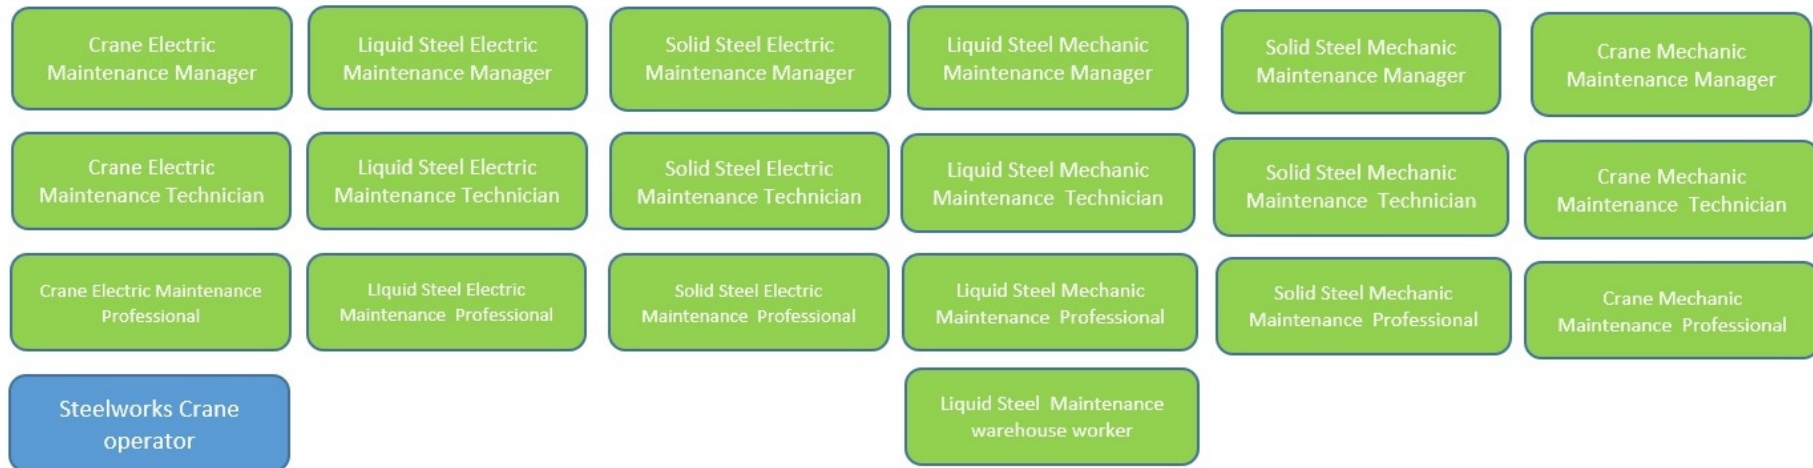 Crane Electric
Maintenance Manager
Liquid Steel Electric
Maintenance Manager
Solid Steel Electric
Maintenance Manager
Liquid Steel Mechanic
Maintenance Manager
Solid Steel Mechanic
Maintenance Manager
Crane Mechanic
Maintenance Manager
Crane Electric
Maintenance Technician
Liquid Steel Electric
Maintenance Technician
Solid Steel Electric
Maintenance Technician
Liquid Steel Mechanic
Maintenance Technician
Solid Steel Mechanic
Maintenance Technician
Crane Mechanic
Maintenance Technician
Crane Electric Maintenance
Professional
Liquid Steel Electric
Maintenance Professional
Solid Steel Electric
Maintenance Professional
Liquid Steel Mechanic
Maintenance Professional
Solid Steel Mechanic
Maintenance Professional
Crane Mechanic
Maintenance Professional
Steelworks Crane
operator
Liquid Steel Maintenance
warehouse worker